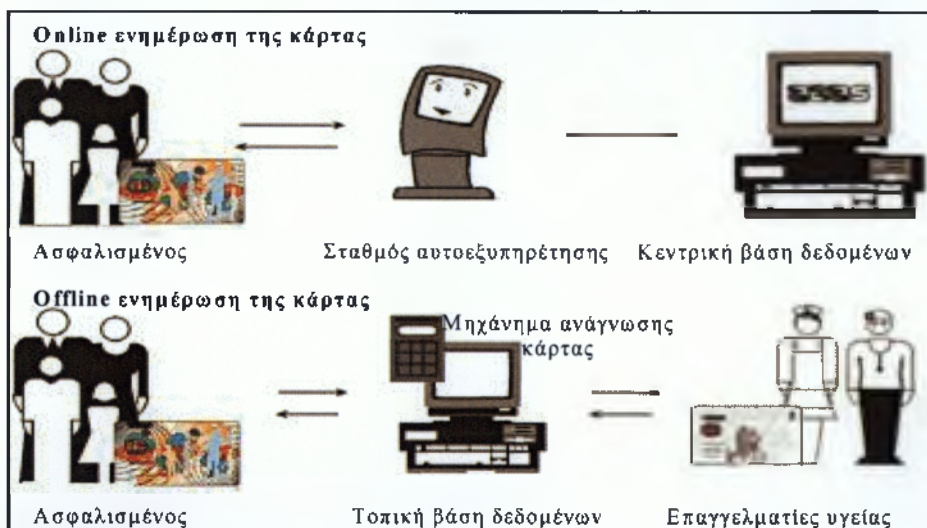 Online ενημέρωση της κάρτας
Ασφαλισμένος Σταθμός αυτοεξυπηρέτησης Κεντρική βάση δεδομένων
Offline ενημέρωση της κάρτας
Μηχάνημα ανάγνωσης
κάρτας
Ασφαλισμένος Τοπική βάση δεδομένων Επαγγελματίες υγείας